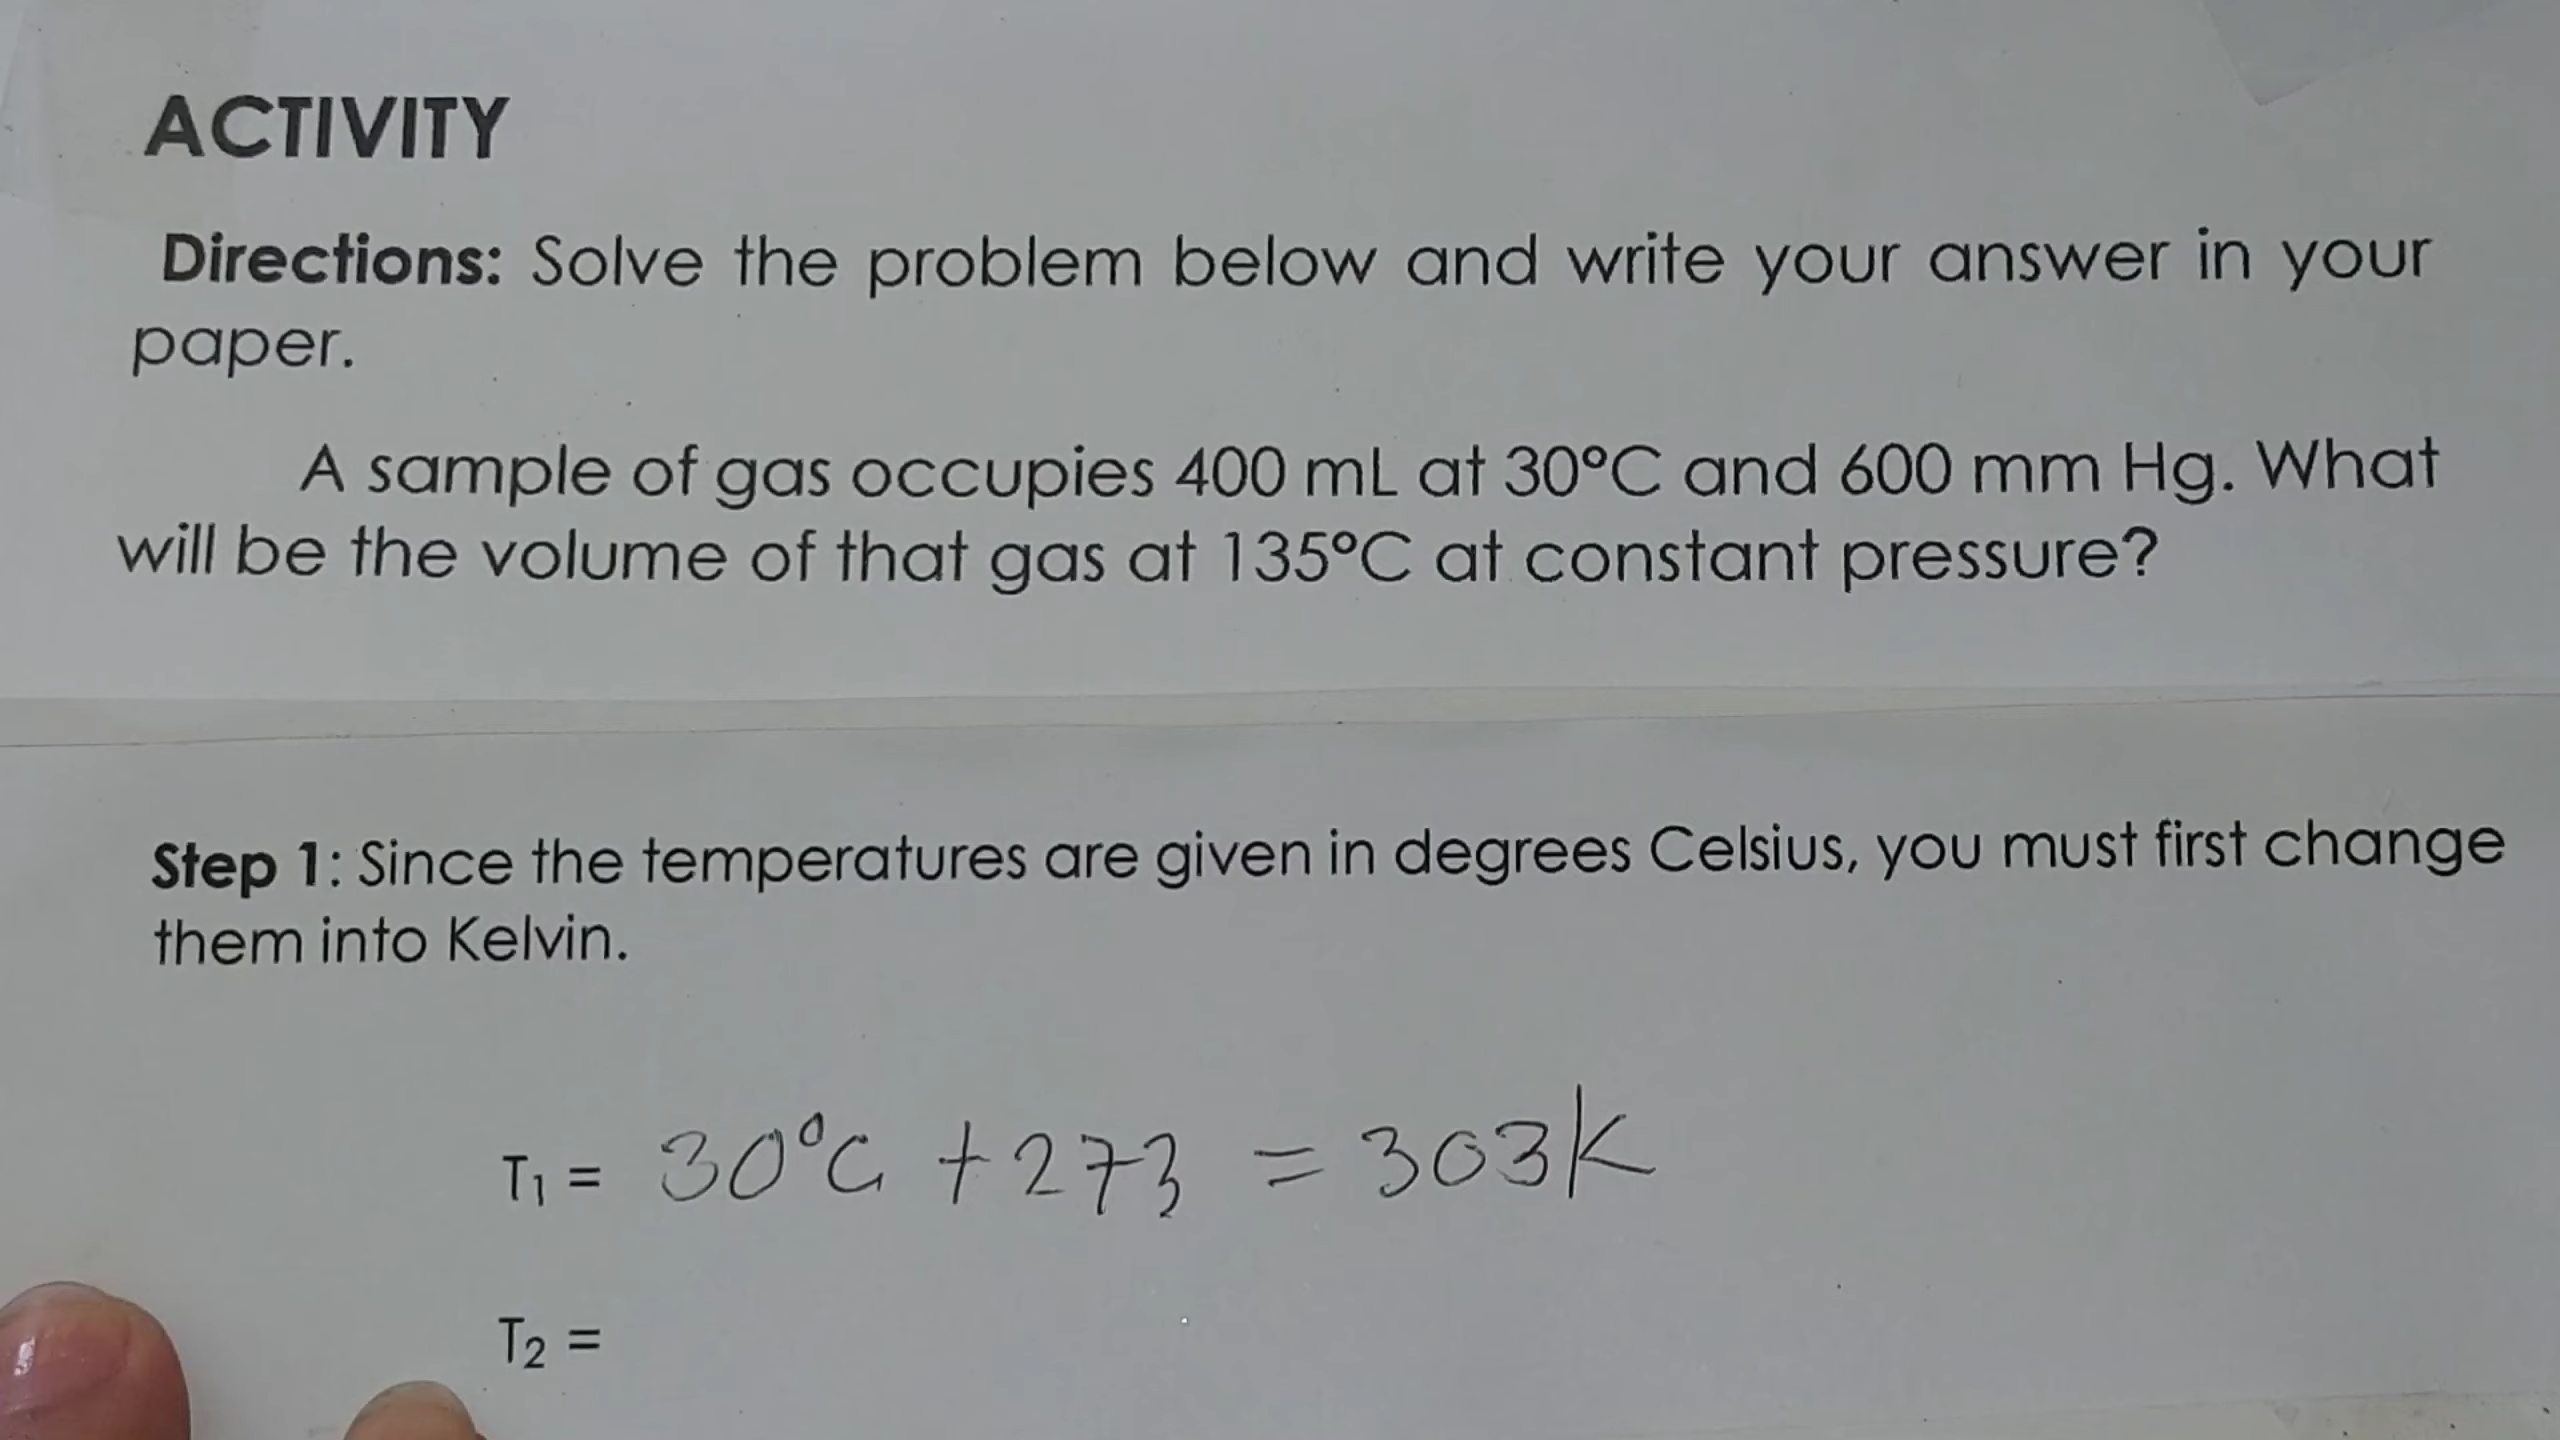 ACTIVITY
Directions: Solve the problem below and write your answer in your
paper.
A sample of gas occupies 400 mL at 30°C and 600 mm Hg. What
will be the volume of that gas at 135°C at constant pressure?
Step 1: Since the temperatures are given in degrees Celsius, you must first change
them into Kelvin.
T₁ = 30°C + 273 = 303K
T₂ =